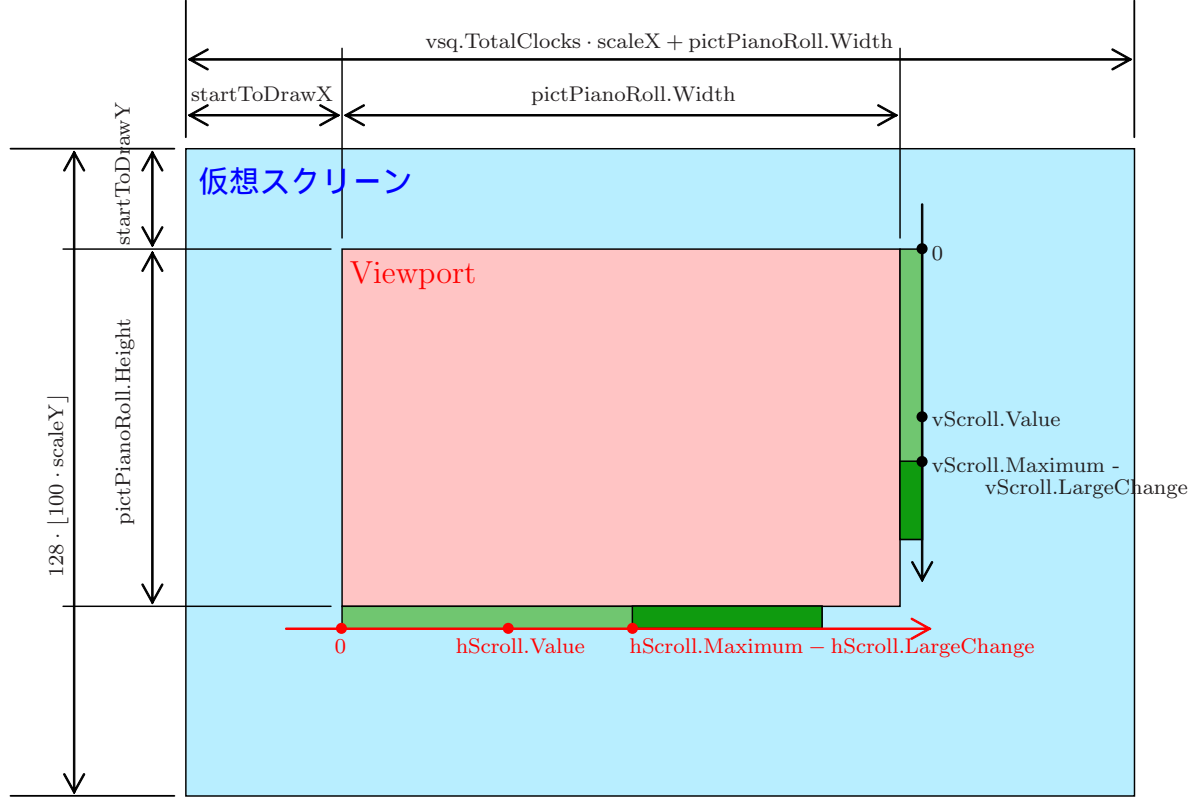 vsq.TotalClocks · scaleX + pictPianoRoll.Width
startToDrawX
pictPianoRoll.Width
startToDrawY
仮想スクリーン
0
Viewport
pictPianoRoll.Height
128 · ⌊100 · scaleY⌋
vScroll.Value
vScroll.Maximum -
vScroll.LargeChange
0
hScroll.Value
hScroll.Maximum − hScroll.LargeChange